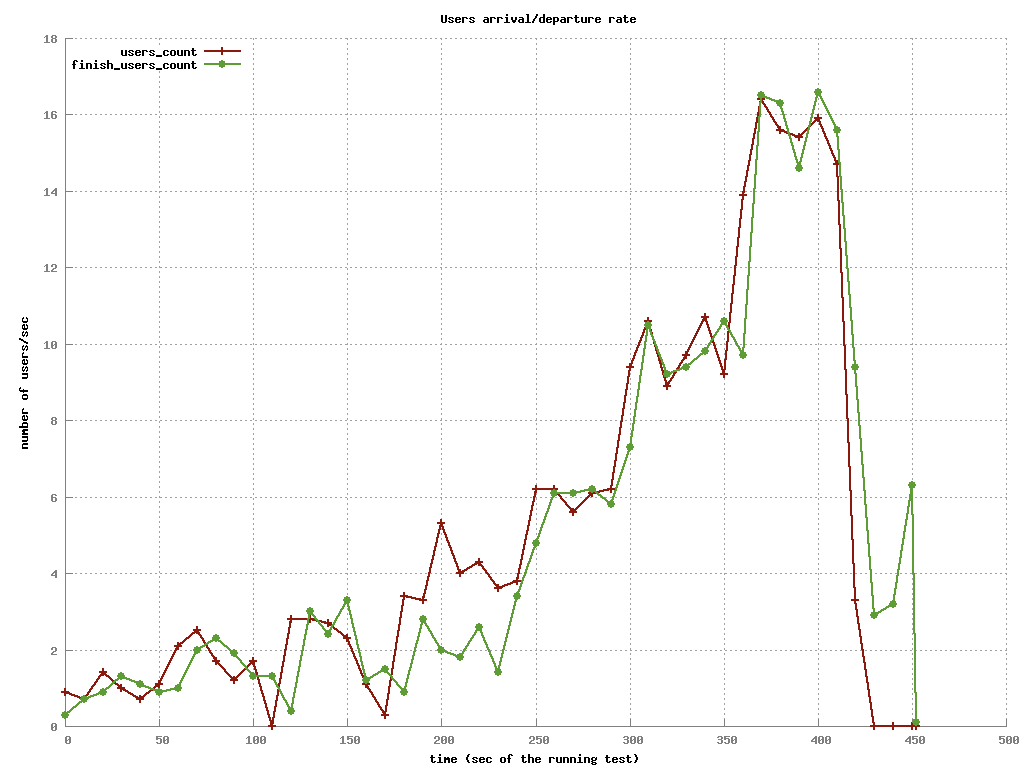 Users arrival/departure rate
users_count
finish_users_count
18
16
14
12
10
8
6
4
2
0
number of users/sec
0 50 100 150 200 250 300 350 400 450 500
time (sec of the running test)